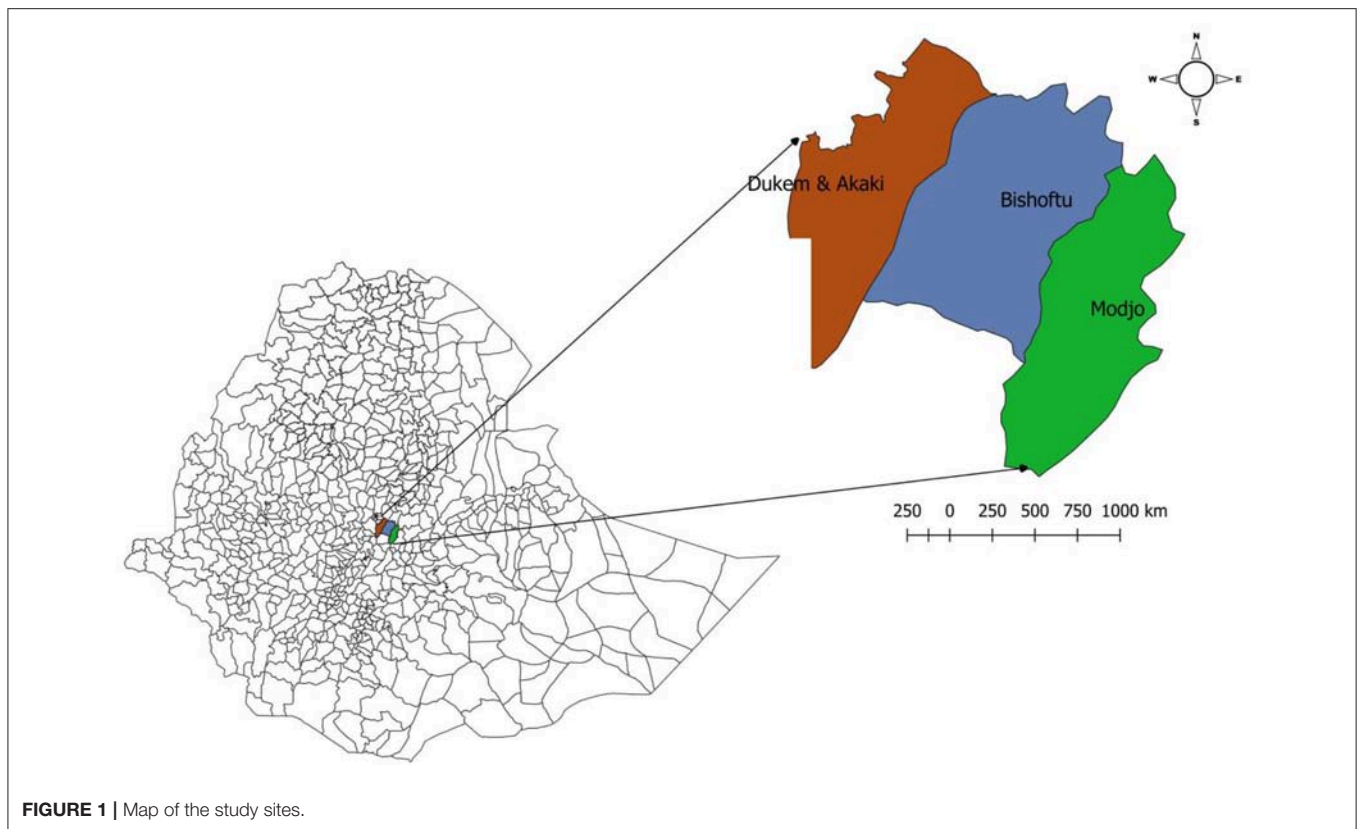 N
W E
S
Dukem & Akaki
Bishoftu
Modjo
250 0 250 500 750 1000 km
FIGURE 1 | Map of the study sites.